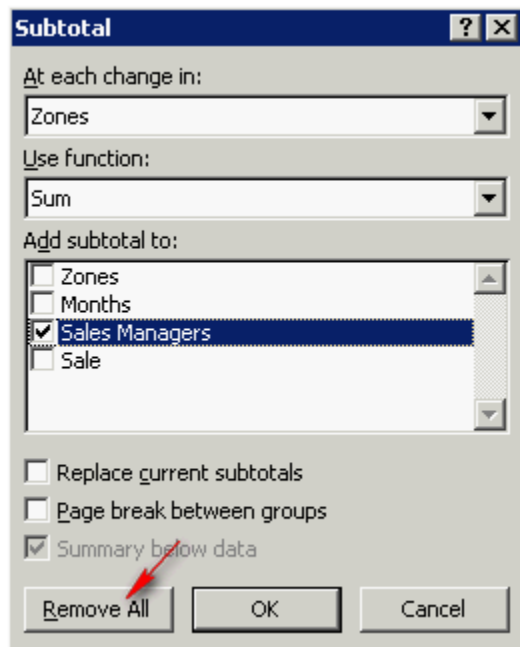 Subtotal
At each change in:
Zones
Use function:
Sum
Add subtotal to:
Zones
Months
Sales Managers
Sale
Replace current subtotals
Page break between groups
Summary below data
Remove All OK Cancel